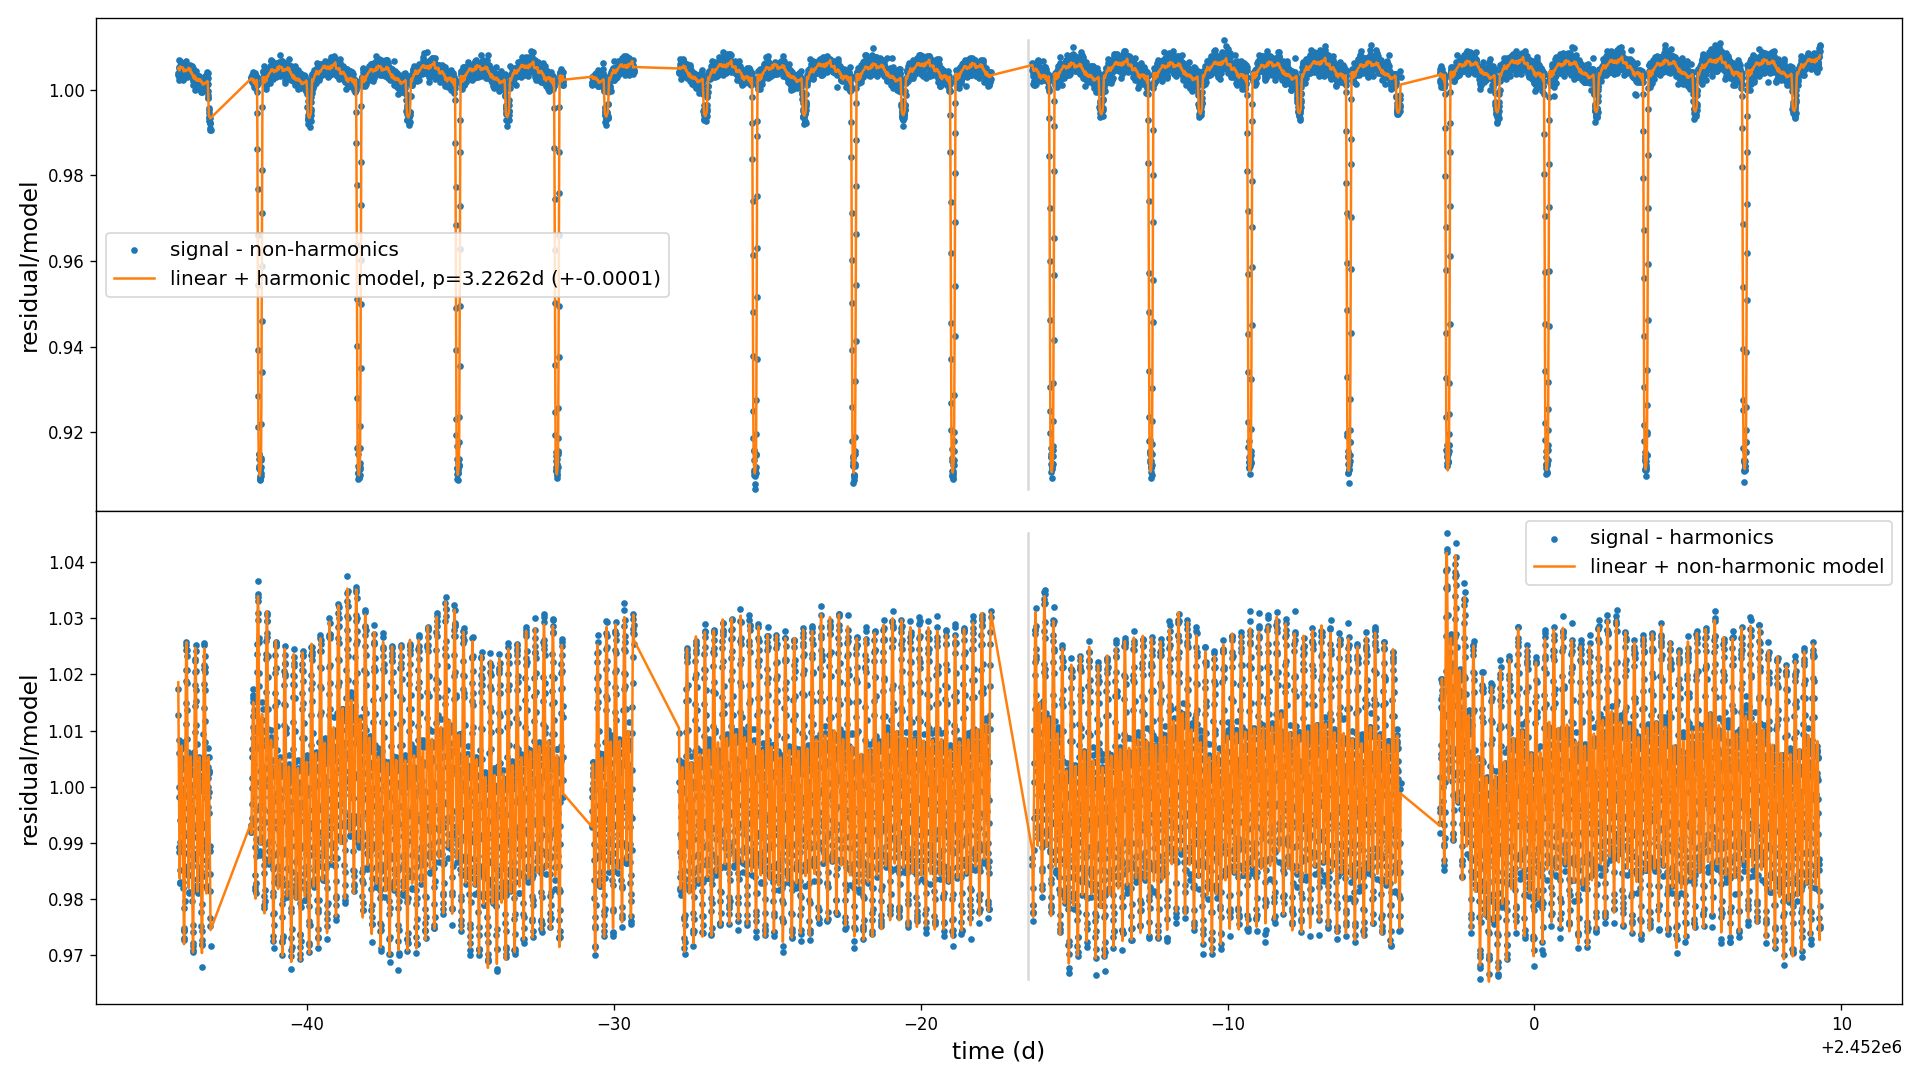 residual/model
1.00
0.98
0.96
0.94
0.92
signal - non-harmonics
linear + harmonic model, p=3.2262d (+-0.0001)
residual/model
1.04
1.03
1.02
1.01
1.00
0.99
0.98
0.97
signal - harmonics
linear + non-harmonic model
−40
−30
−20
−10
0
10
time (d)
+2.452e6